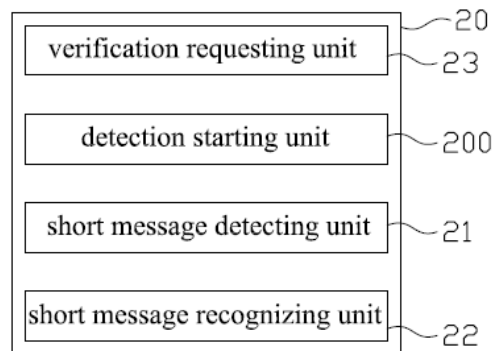 20
verification requesting unit
23
detection starting unit
200
short message detecting unit
21
short message recognizing unit
22